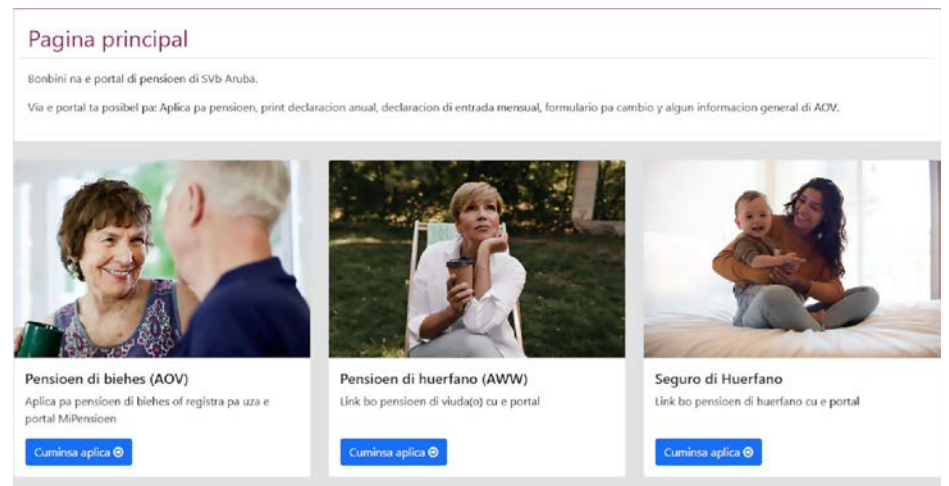 Pagina principal
Bonbini na e portal di pensioen di SVb Aruba.
Via e portal ta posibel pa: Aplica pa pensioen, print declaracion anual, declaracion di entrada mensual, formulario pa cambio y algun informacion general di AOV.
Pensioen di biehes (AOV)
Aplica pa pensioen di biehes of registra pa uza e
portal MiPensioen
Cuminsa aplica
Pensioen di huerfano (AWW)
Link bo pensioen di viuda(o) cu e portal
Cuminsa aplica
Seguro di Huerfano
Link bo pensioen di huerfano cu e portal
Cuminsa aplica